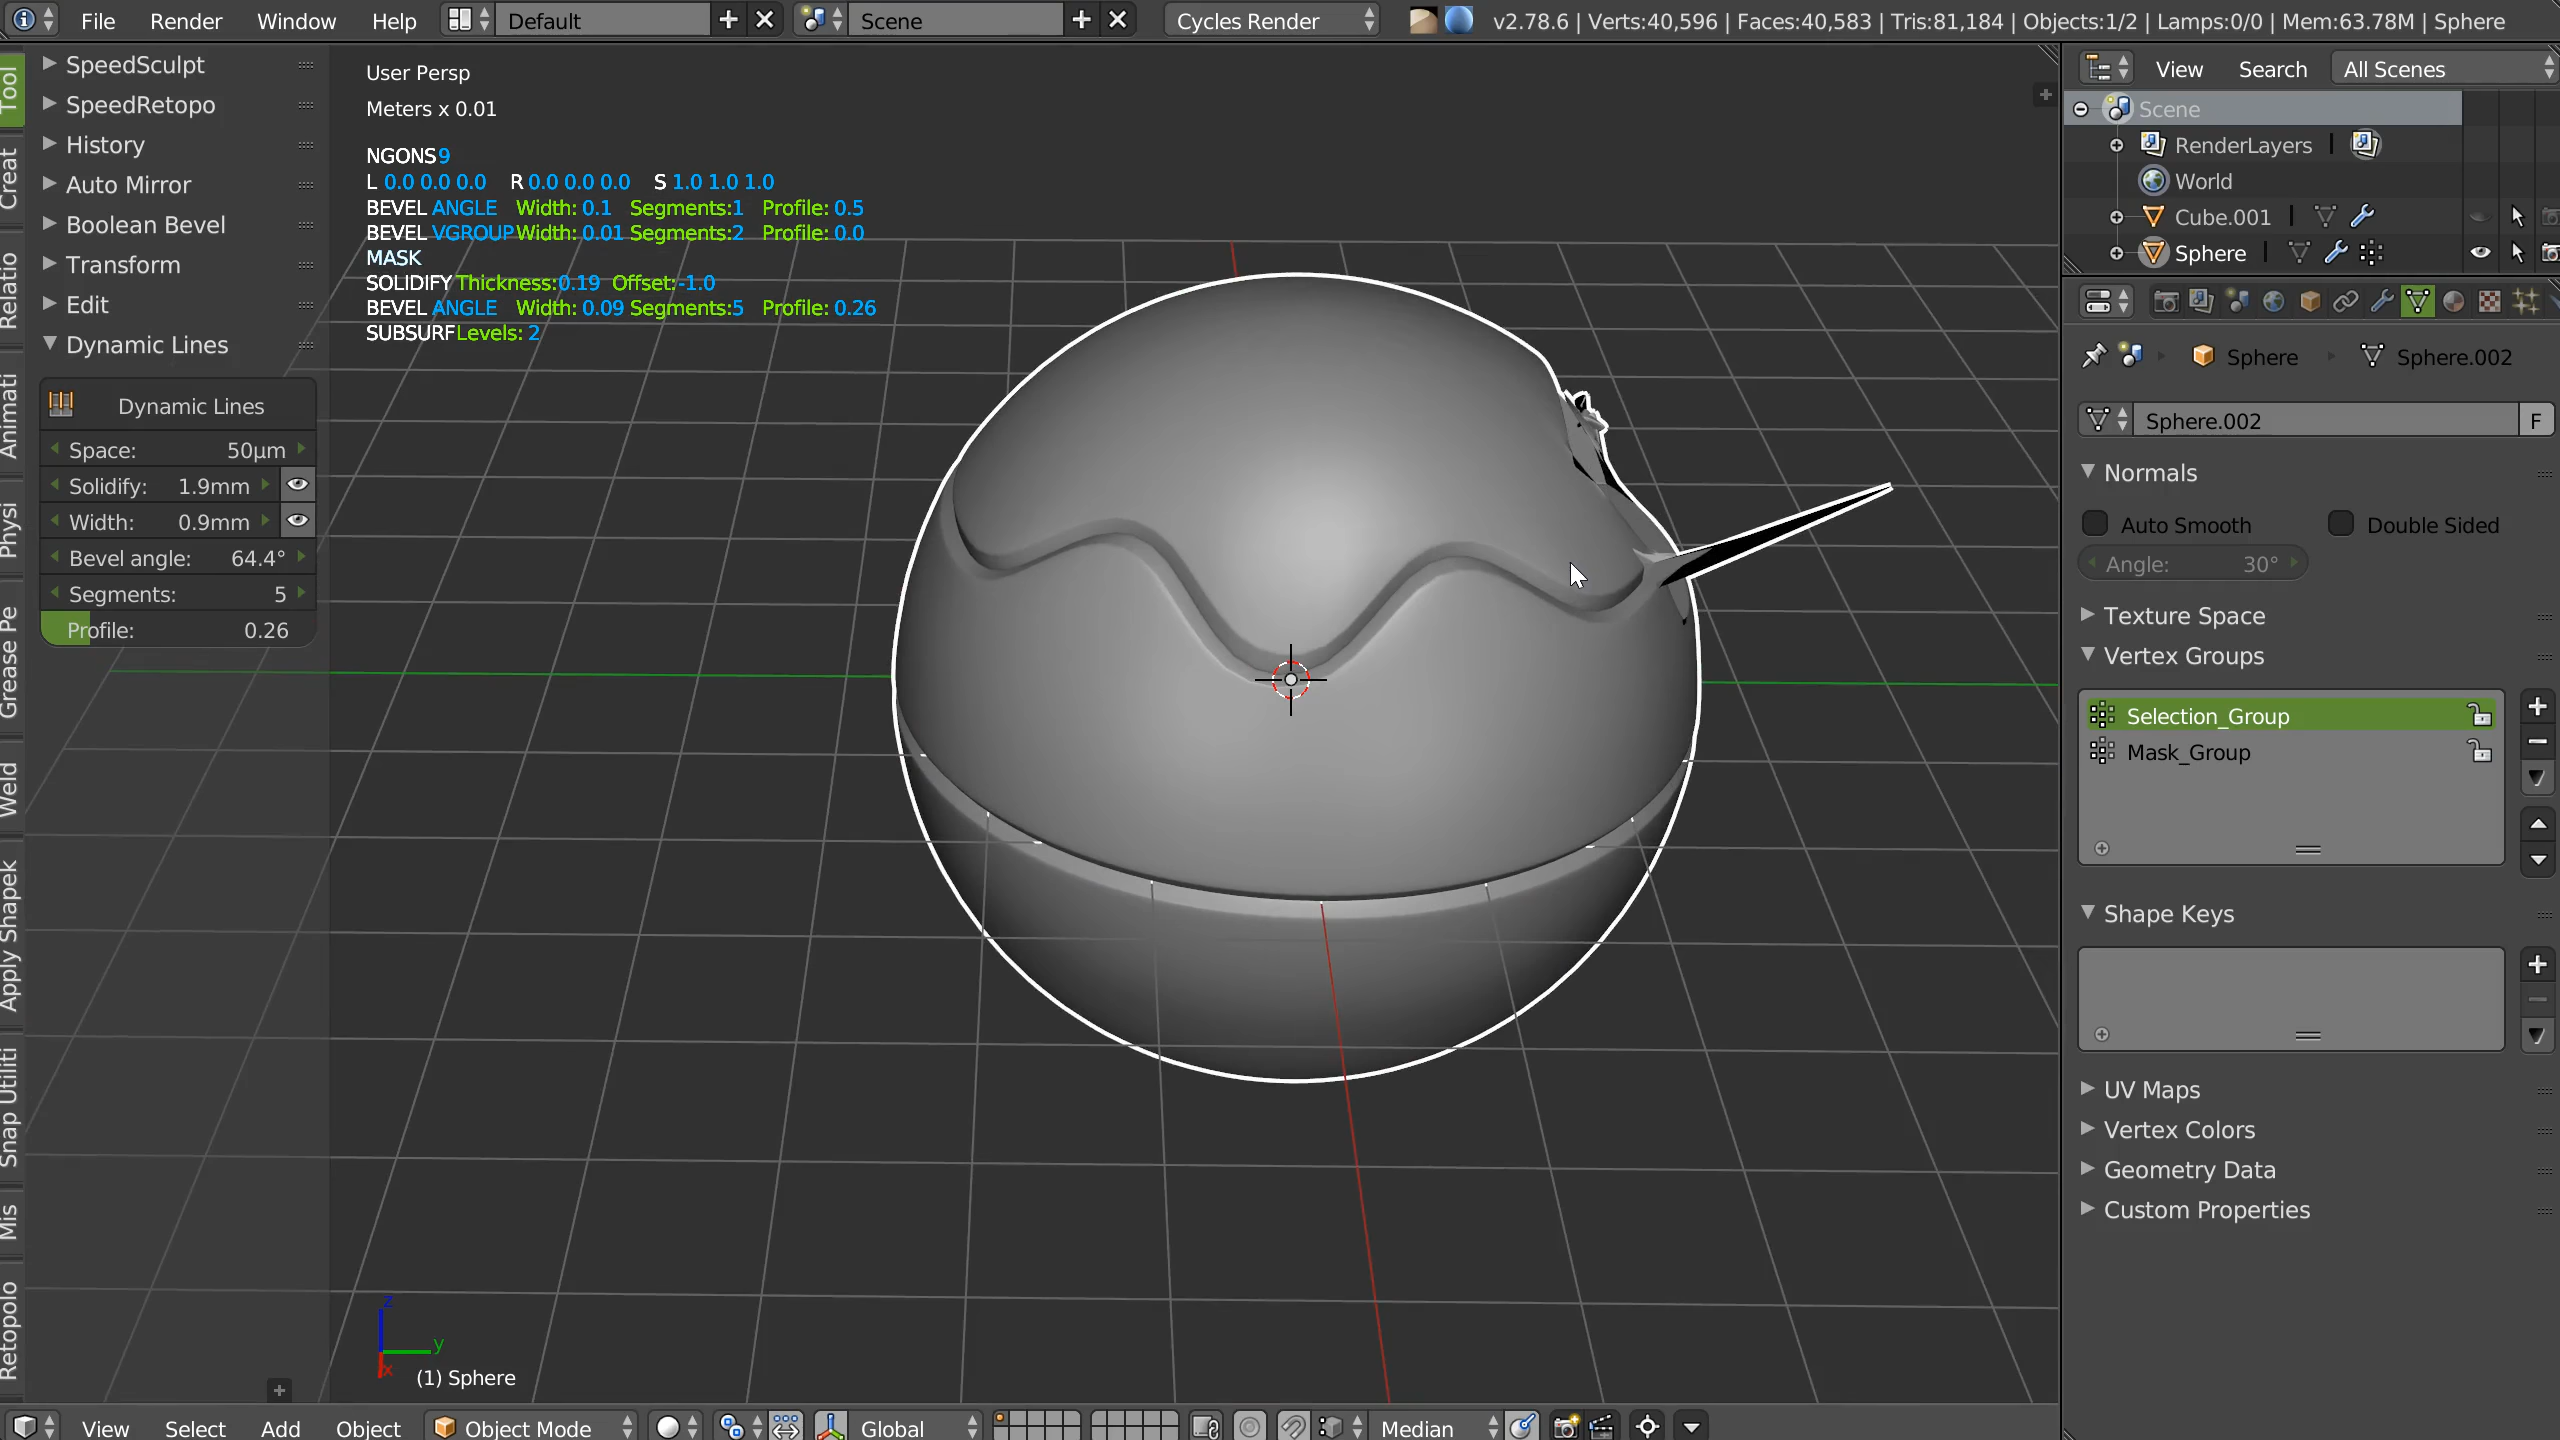 File Render Window Help Default Scene Cycles Render v2.78.6 | Verts:40,596 | Faces:40,583 | Tris:81,184 | Objects:1/2 | Lamps:0/0 | Mem:63.78M | Sphere
Tool
Creat
Relatio
Animati
Physi
Grease Pe
Weld
Apply Shapek
Snap Utiliti
Mis
Retopolo
SpeedSculpt
SpeedRetopo
History
Auto Mirror
Boolean Bevel
Transform
Edit
Dynamic Lines
Dynamic Lines
Space: 50µm
Solidify: 1.9mm
Width: 0.9mm
Bevel angle: 64.4°
Segments: 5
Profile: 0.26
User Persp
Meters x 0.01
NGONS9
L 0.0 0.0 0.0 R 0.0 0.0 0.0 S 1.0 1.0 1.0
BEVEL ANGLE Width: 0.1 Segments:1 Profile: 0.5
BEVEL VGROUP Width: 0.01 Segments:2 Profile: 0.0
MASK
SOLIDIFY Thickness:0.19 Offset:-1.0
BEVEL ANGLE Width: 0.09 Segments:5 Profile: 0.26
SUBSURF Levels: 2
z
y
x
(1) Sphere
View Select Add Object Object Mode Global Median
View Search All Scenes
Scene
RenderLayers |
World
Cube.001 |
Sphere |
Sphere Sphere.002
Sphere.002 F
Normals
Auto Smooth Double Sided
Angle: 30°
Texture Space
Vertex Groups
Selection_Group
Mask_Group
Shape Keys
UV Maps
Vertex Colors
Geometry Data
Custom Properties